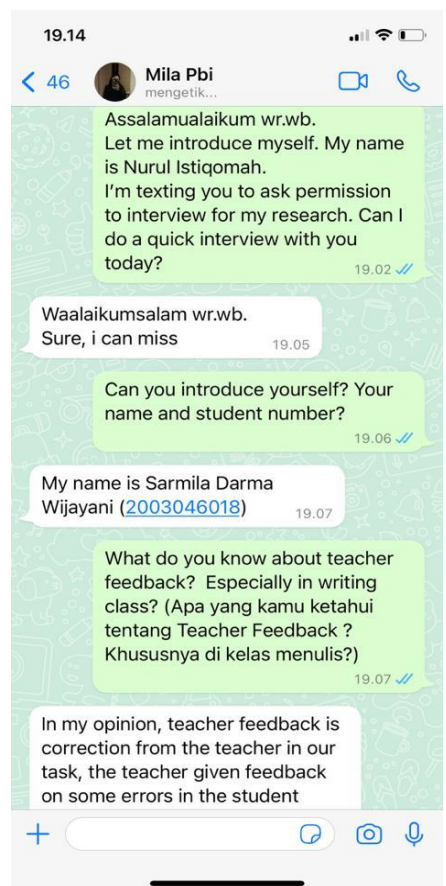 19.14
46
Mila Pbi
mengetik...
Assalamualaikum wr.wb.
Let me introduce myself. My name
is Nurul Istiqomah.
I'm texting you to ask permission
to interview for my research. Can I
do a quick interview with you
today?
19.02
Waalaikumsalam wr.wb.
Sure, i can miss
19.05
Can you introduce yourself? Your
name and student number?
19.06
My name is Sarmila Darma
Wijayani (2003046018)
19.07
What do you know about teacher
feedback?  Especially in writing
class? (Apa yang kamu ketahui
tentang Teacher Feedback ?
Khususnya di kelas menulis?)
19.07
In my opinion, teacher feedback is
correction from the teacher in our
task, the teacher given feedback
on some errors in the student